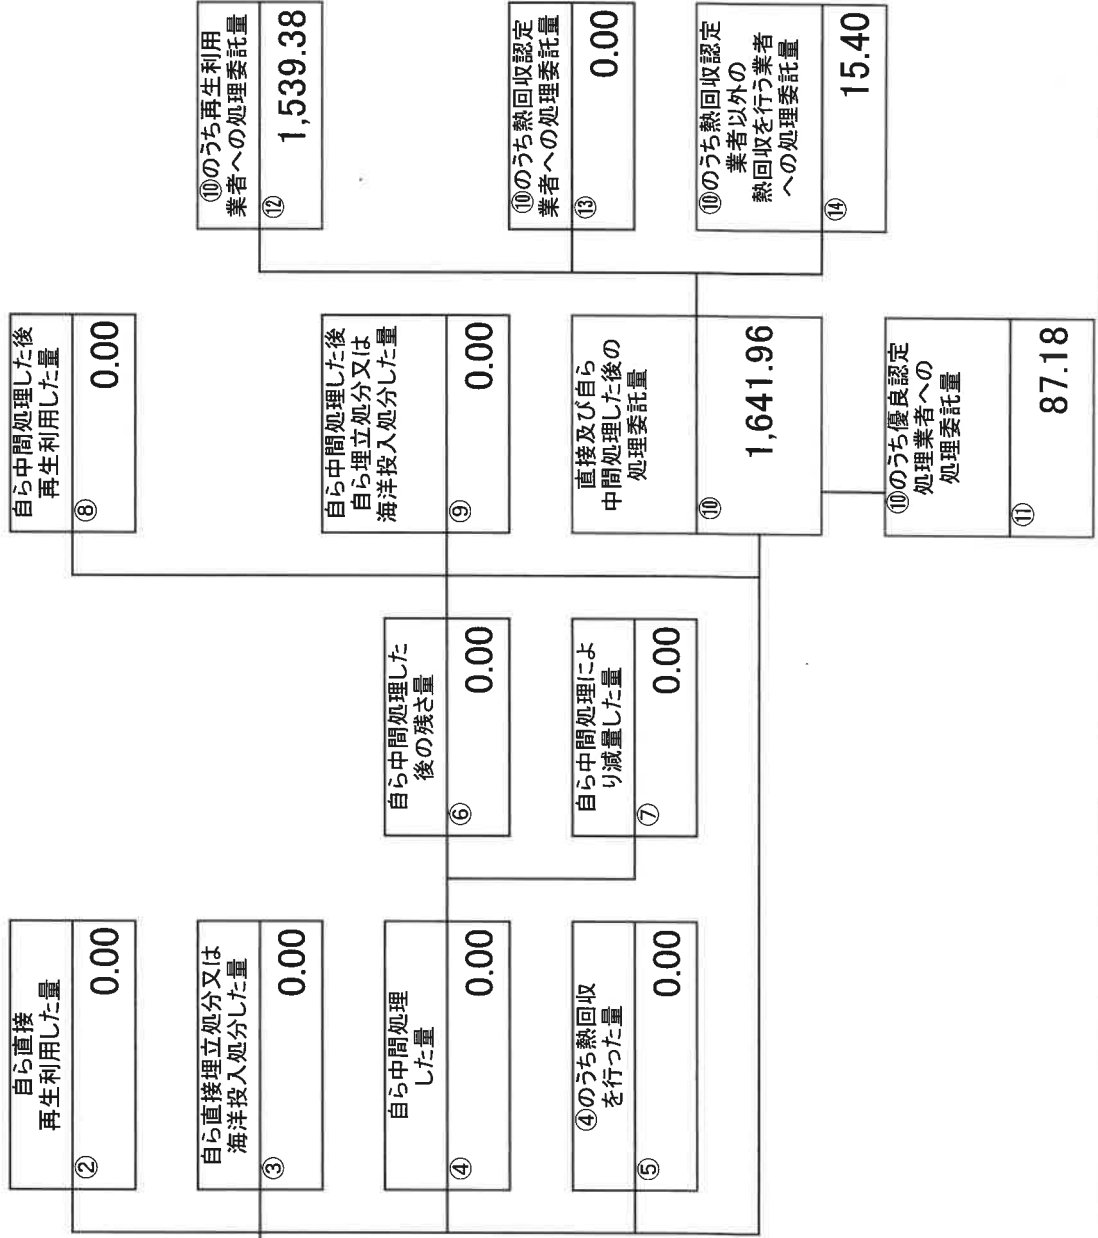 自ら直接
再生利用した量
②
0.00
自ら直接埋立処分又は
海洋投入処分した量
③
0.00
自ら中間処理
した量
④
0.00
④のうち熱回収
を行った量
⑤
0.00
自ら中間処理した
後の残さ量
⑥
0.00
自ら中間処理によ
り減量した量
⑦
0.00
自ら中間処理した後
再生利用した量
⑧
0.00
自ら中間処理した後
自ら埋立処分又は
海洋投入処分した量
⑨
0.00
直接及び自ら
中間処理した後の
処理委託量
⑩
1,641.96
⑩のうち優良認定
処理業者への
処理委託量
⑪
87.18
⑩のうち再生利用
業者への処理委託量
⑫
1,539.38
⑩のうち熱回収認定
業者への処理委託量
⑬
0.00
⑩のうち熱回収認定
業者以外の
熱回収を行う業者
への処理委託量
⑭
15.40